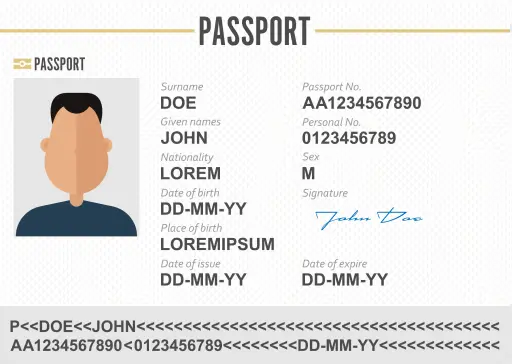 PASSPORT
PASSPORT
Surname
DOE
Passport No.
AA1234567890
Given names
JOHN
Personal No.
0123456789
Nationality
LOREM
Sex
M
Date of birth
DD-MM-YY
Signature
John Doe
Place of birth
LOREMIPSUM
Date of issue
DD-MM-YY
Date of expire
DD-MM-YY
P<<DOE<<JOHN<<<<<<<<<<<<<<<<<<<<<<<<<<<<<<<<<<<<<<<
AA1234567890<0123456789<<<<<<<<DD-MM-YY<<<<<<<<<<<<<